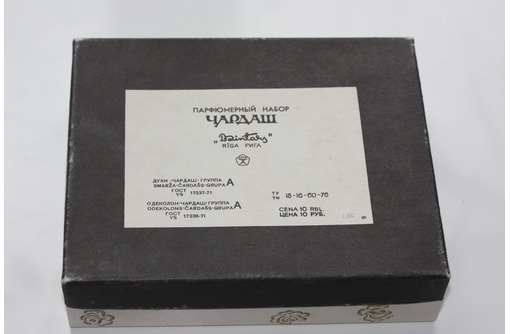 ПАРФЮМЕРНЫЙ НАБОР
ЧАРДАШ
„Dzintars"
RĪGA РИГА
ДУХИ -ЧАРДАШ- ГРУППА А
SMARŽA-ČARDAŠS-GRUPA
ГОСТ 17237-71
VS
ОДЕКОЛОН -ЧАРДАШ- ГРУППА А
ODEKOLONS-ČARDAŠS-GRUPA
ГОСТ 17236-71
VS
ТУ 18-16-60-76
TN
CENA 10 RBL.
ЦЕНА 10 РУБ.